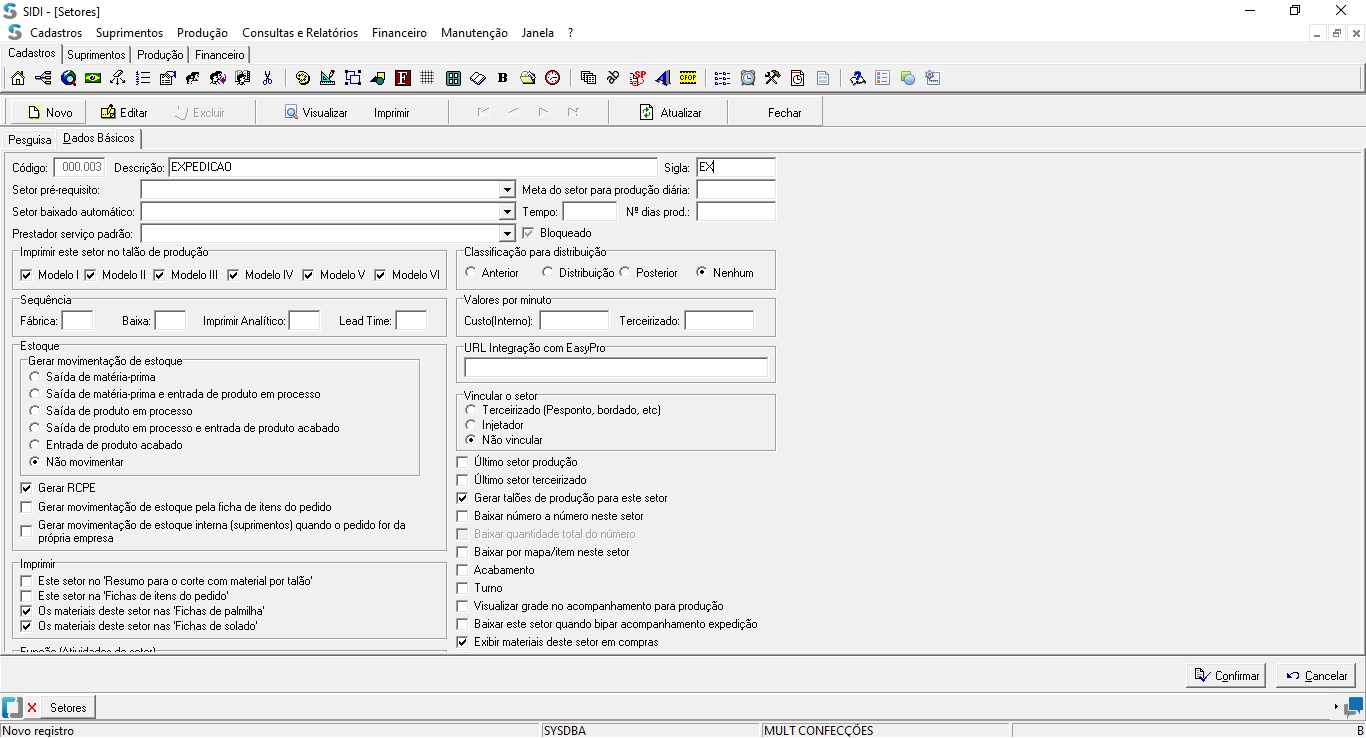 SIDI - [Setores]
Cadastros Suprimentos Produção Consultas e Relatórios Financeiro Manutenção Janela ?
Cadastros Suprimentos Produção Financeiro
Novo Editar Excluir Visualizar Imprimir Atualizar Fechar
Pesquisa Dados Básicos
Código: 000.003 Descrição: EXPEDICAO Sigla: EX
Setor pré-requisito: Meta do setor para produção diária:
Setor baixado automático: Tempo: Nº dias prod.:
Prestador serviço padrão: Bloqueado
Imprimir este setor no talão de produção
Modelo I Modelo II Modelo III Modelo IV Modelo V Modelo VI
Classificação para distribuição
Anterior Distribuição Posterior Nenhum
Sequência
Fábrica: Baixa: Imprimir Analítico: Lead Time:
Valores por minuto
Custo(Interno): Terceirizado:
Estoque
Gerar movimentação de estoque
Saída de matéria-prima
Saída de matéria-prima e entrada de produto em processo
Saída de produto em processo
Saída de produto em processo e entrada de produto acabado
Entrada de produto acabado
Não movimentar
Gerar RCPE
Gerar movimentação de estoque pela ficha de itens do pedido
Gerar movimentação de estoque interna (suprimentos) quando o pedido for da
própria empresa
Imprimir
Este setor no 'Resumo para o corte com material por talão'
Este setor na 'Fichas de itens do pedido'
Os materiais deste setor nas 'Fichas de palmilha'
Os materiais deste setor nas 'Fichas de solado'
Função (Atividades do setor)
URL Integração com EasyPro
Vincular o setor
Terceirizado (Pesponto, bordado, etc)
Injetador
Não vincular
Último setor produção
Último setor terceirizado
Gerar talões de produção para este setor
Baixar número a número neste setor
Baixar quantidade total do número
Baixar por mapa/item neste setor
Acabamento
Turno
Visualizar grade no acompanhamento para produção
Baixar este setor quando bipar acompanhamento expedição
Exibir materiais deste setor em compras
Confirmar Cancelar
Setores
Novo registro SYSDBA MULT CONFECÇÕES B